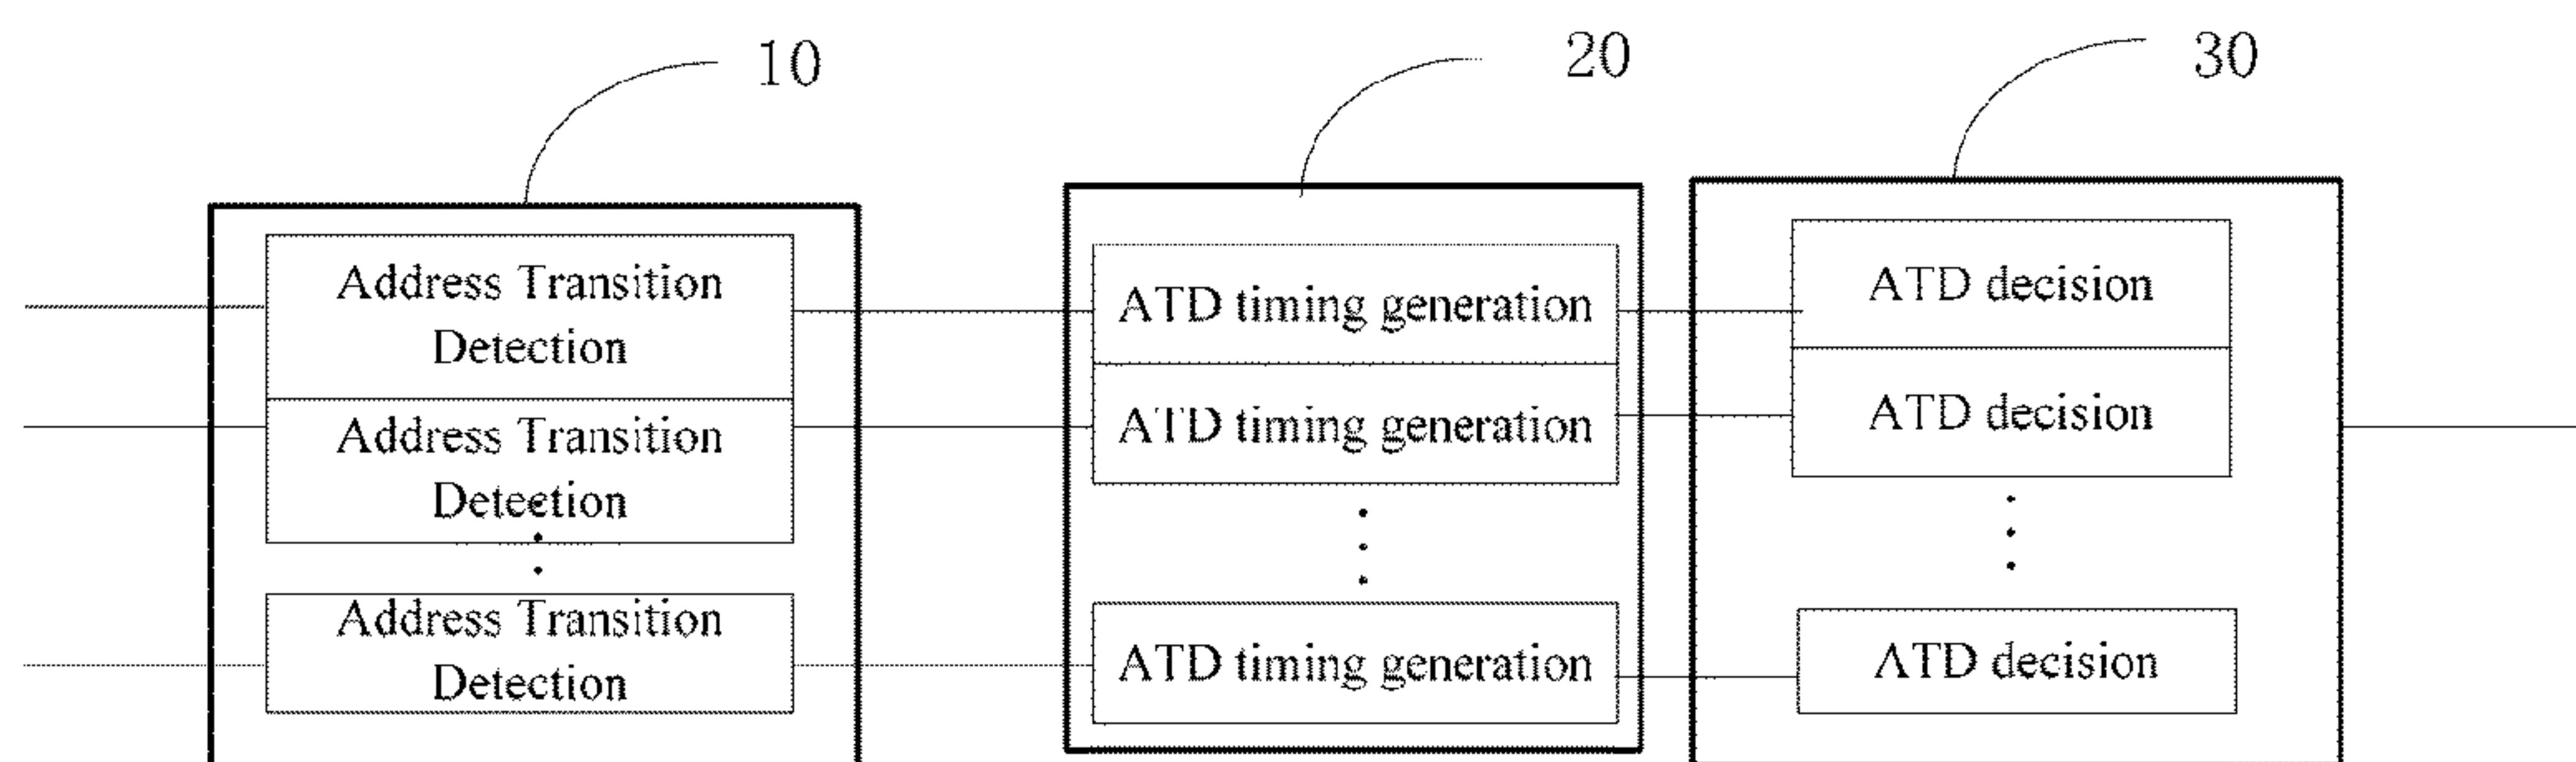 10
20
30
Address Transition
Detection
Address Transition
Detection
Address Transition
Detection
ATD timing generation
ATD timing generation
ATD timing generation
ATD decision
ATD decision
ATD decision